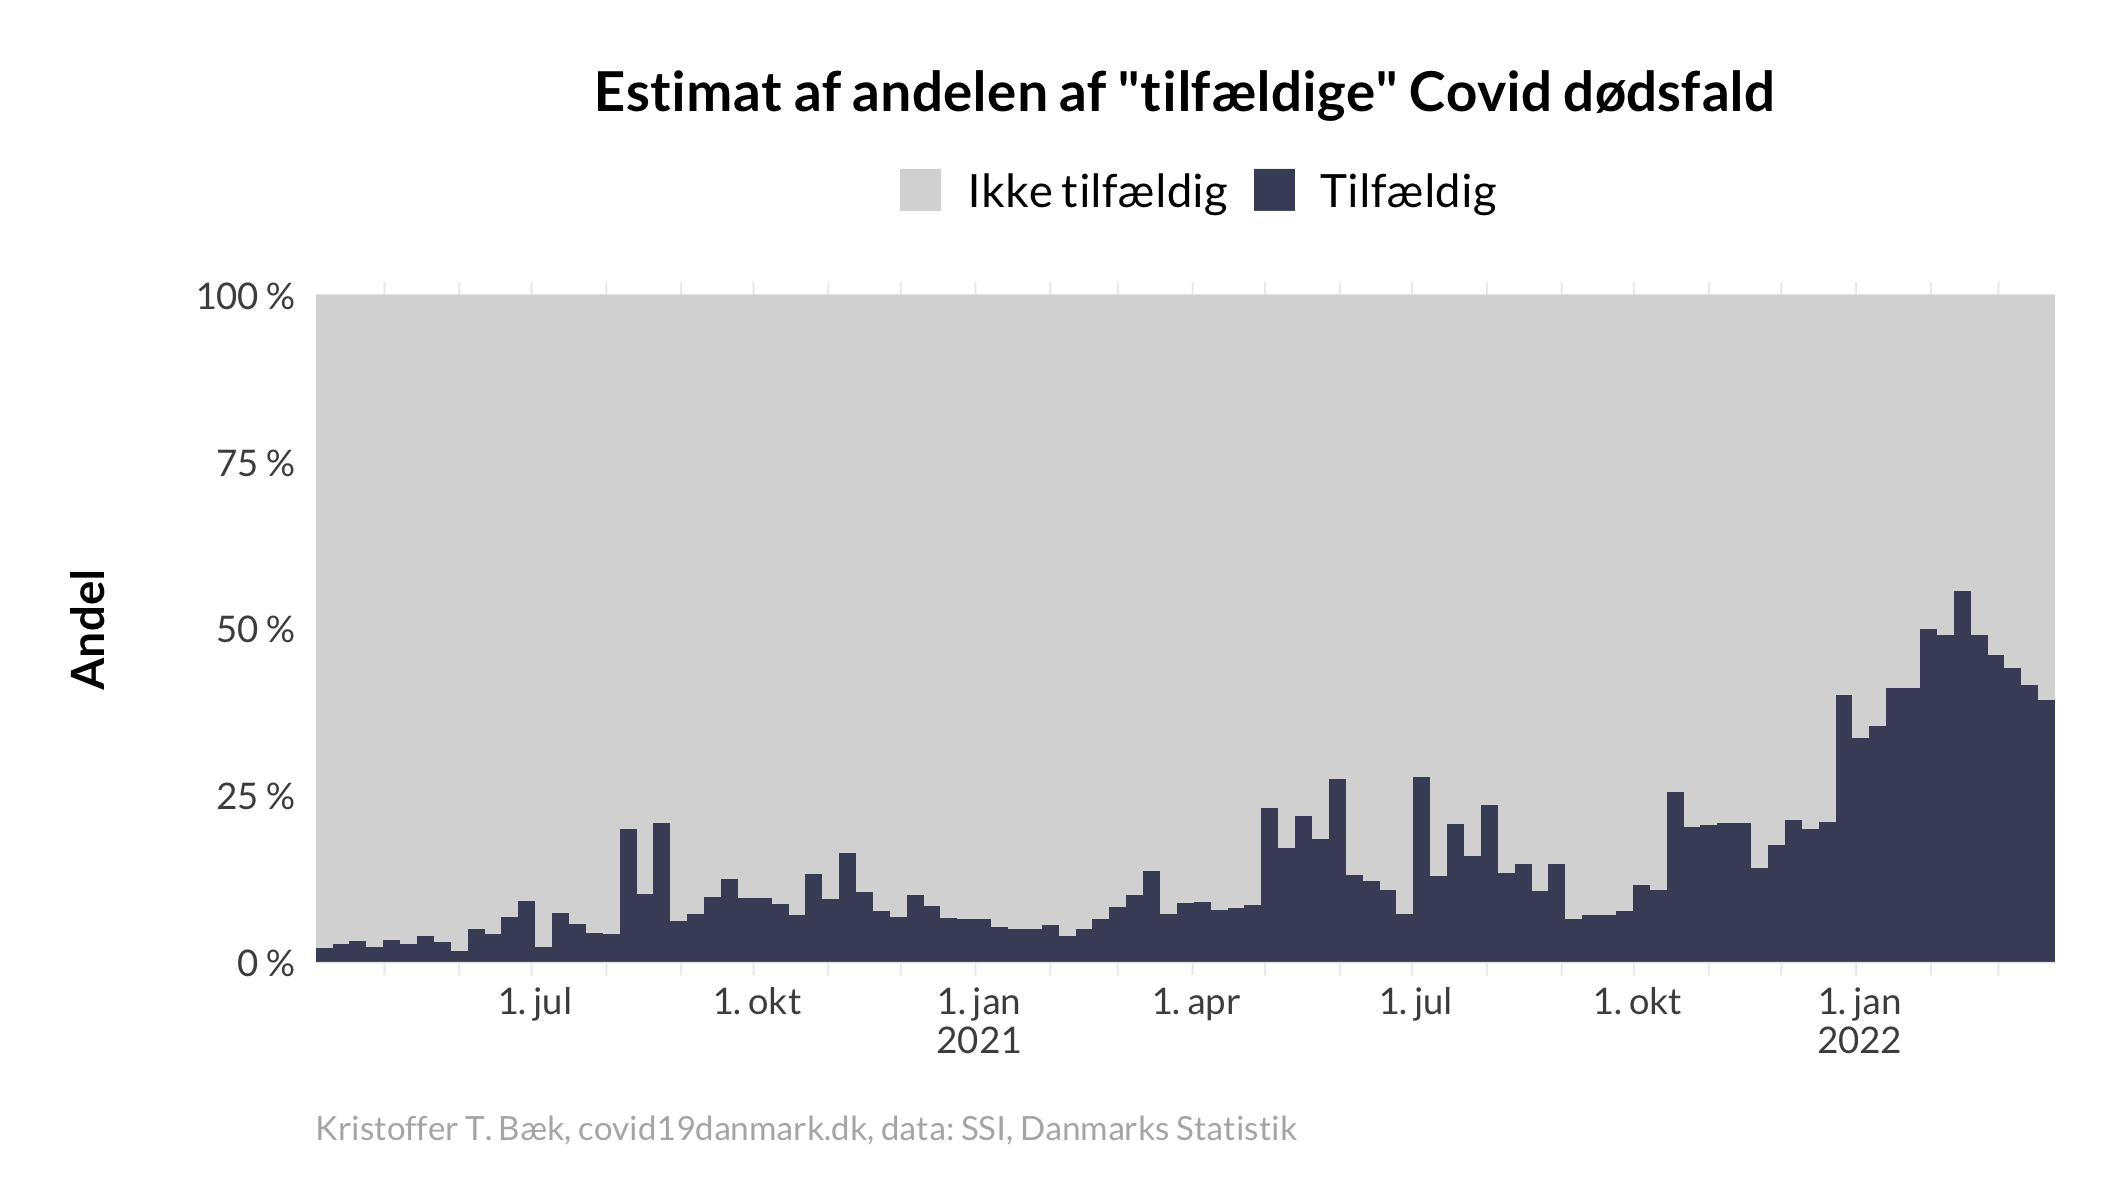 Estimat af andelen af "tilfældige" Covid dødsfald
Ikke tilfældig
Tilfældig
100 %
75 %
50 %
25 %
0 %
Andel
1. jul
1. okt
1. jan
2021
1. apr
1. jul
1. okt
1. jan
2022
Kristoffer T. Bæk, covid19danmark.dk, data: SSI, Danmarks Statistik